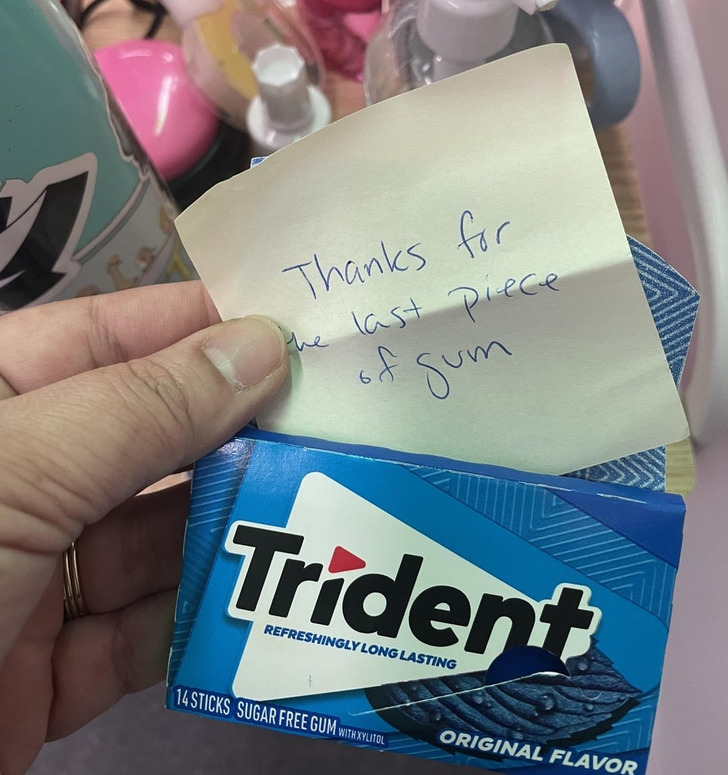 Thanks for
the last piece
of gum
Trident
REFRESHINGLY LONG LASTING
14 STICKS SUGAR FREE GUM WITH XYLITOL
ORIGINAL FLAVOR